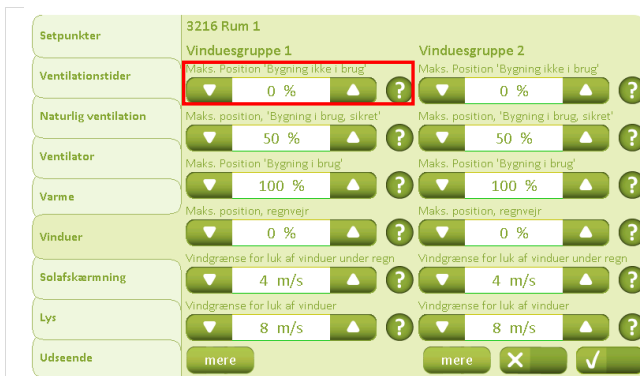 Setpunkter
Ventilationstider
Naturlig ventilation
Ventilator
Varme
Vinduer
Solafskærmning
Lys
Udseende
3216 Rum 1
Vinduesgruppe 1
Maks. Position 'Bygning ikke i brug'
0 %
?
Maks. position, 'Bygning i brug, sikret'
50 %
?
Maks. Position 'Bygning i brug'
100 %
?
Maks. position, regnvejr
0 %
?
Vindgrænse for luk af vinduer under regn
4 m/s
?
Vindgrænse for luk af vinduer
8 m/s
?
mere
Vinduesgruppe 2
Maks. Position 'Bygning ikke i brug'
0 %
?
Maks. position, 'Bygning i brug, sikret'
50 %
?
Maks. Position 'Bygning i brug'
100 %
?
Maks. position, regnvejr
0 %
?
Vindgrænse for luk af vinduer under regn
4 m/s
?
Vindgrænse for luk af vinduer
8 m/s
?
mere